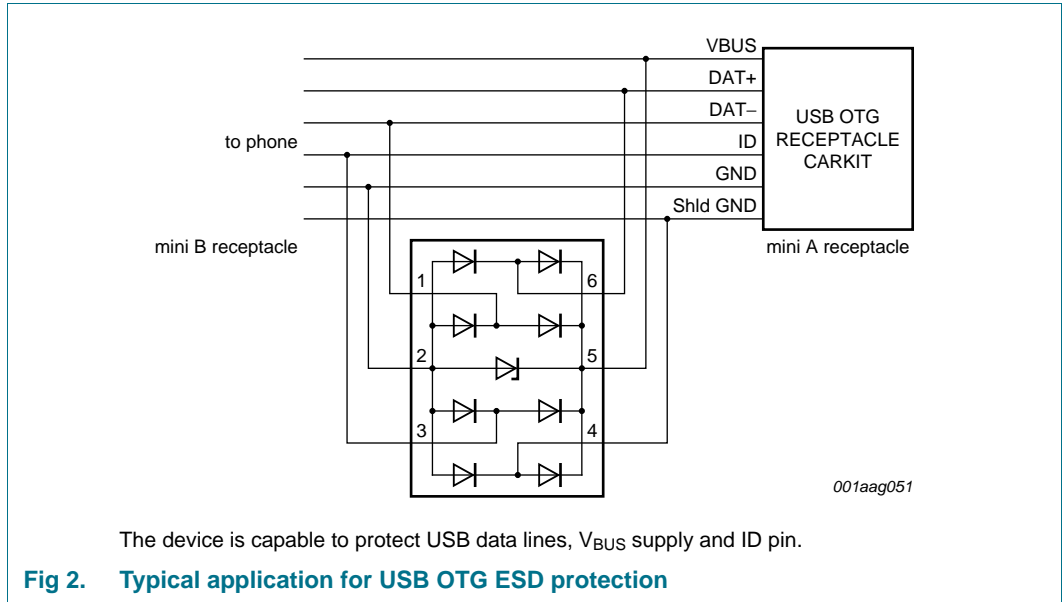 VBUS
DAT+
DAT−
to phone
ID
GND
Shld GND
USB OTG
RECEPTACLE
CARKIT
mini B receptacle
mini A receptacle
1
6
2
5
3
4
001aag051
The device is capable to protect USB data lines, VBUS supply and ID pin.
Fig 2. Typical application for USB OTG ESD protection